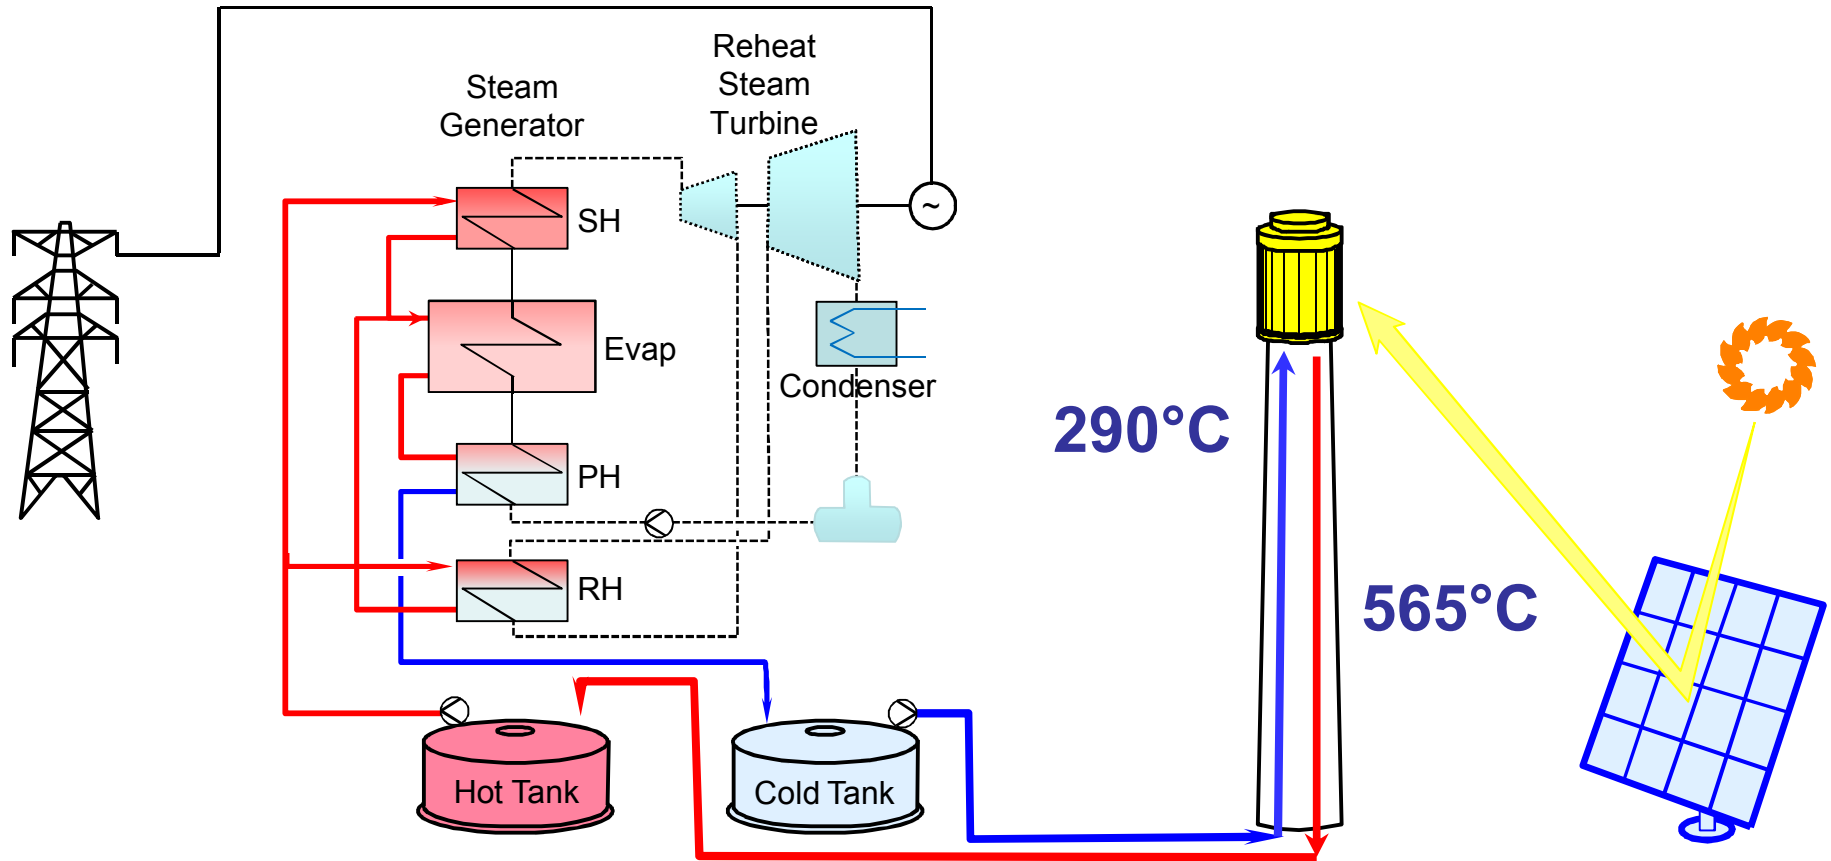 Reheat
Steam
Turbine
Steam
Generator
SH
~
Evap
Condenser
290°C
PH
565°C
RH
Hot Tank
Cold Tank